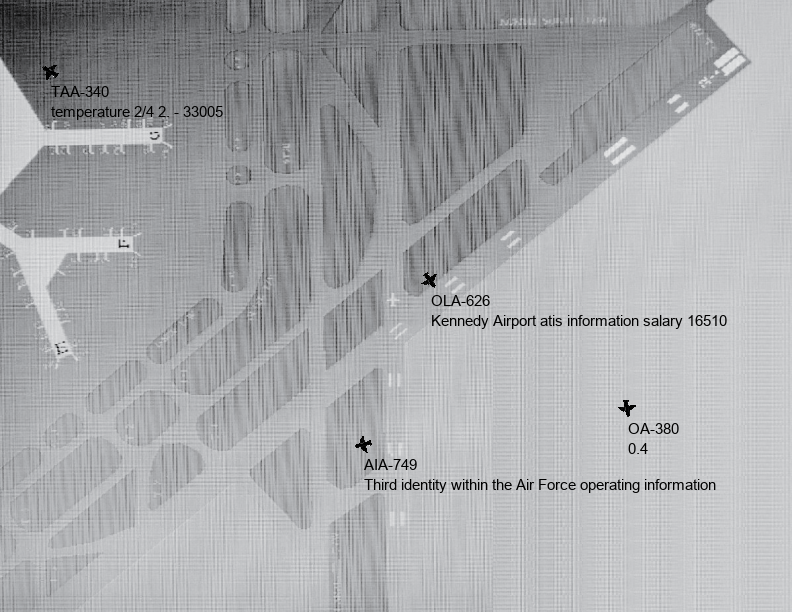 TAA-340
temperature 2/4 2. - 33005
OLA-626
Kennedy Airport atis information salary 16510
OA-380
0.4
AIA-749
Third identity within the Air Force operating information